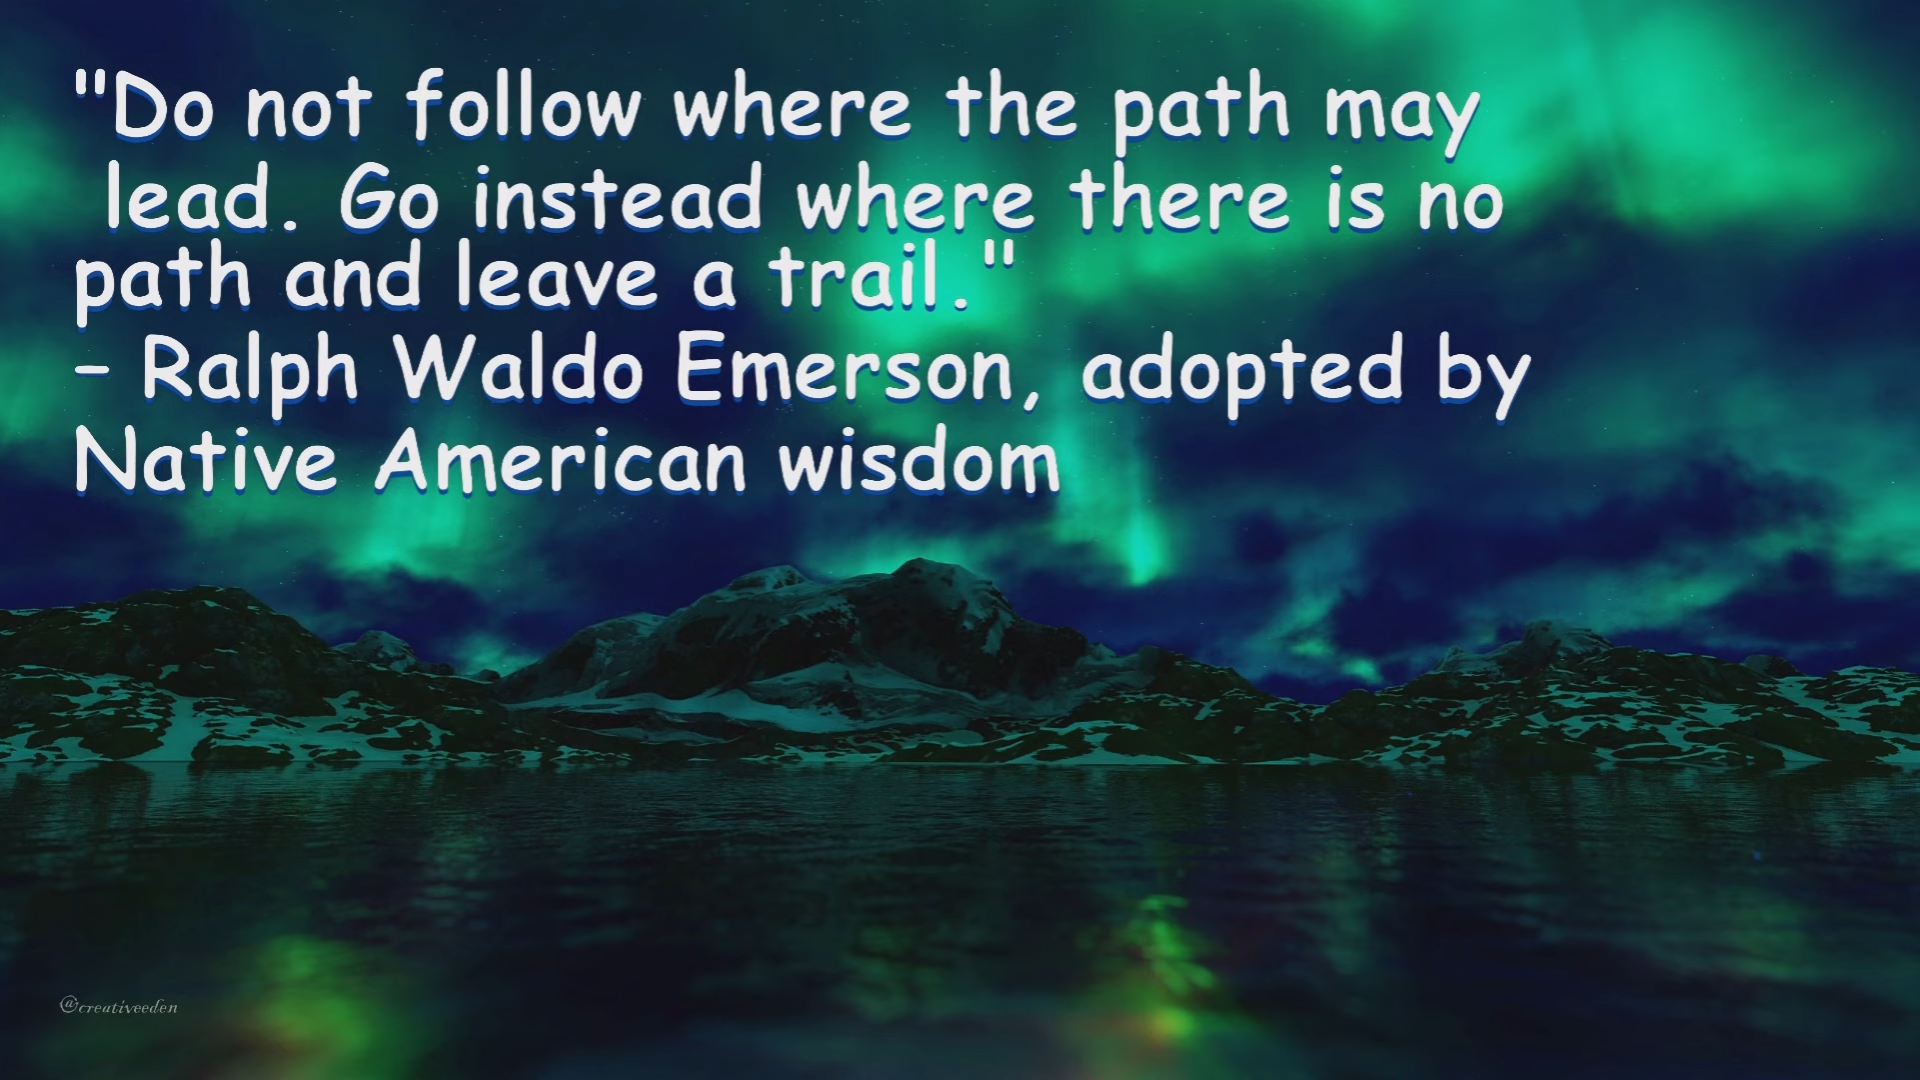 "Do not follow where the path may
lead. Go instead where there is no
path and leave a trail."
– Ralph Waldo Emerson, adopted by
Native American wisdom
@creativeeden